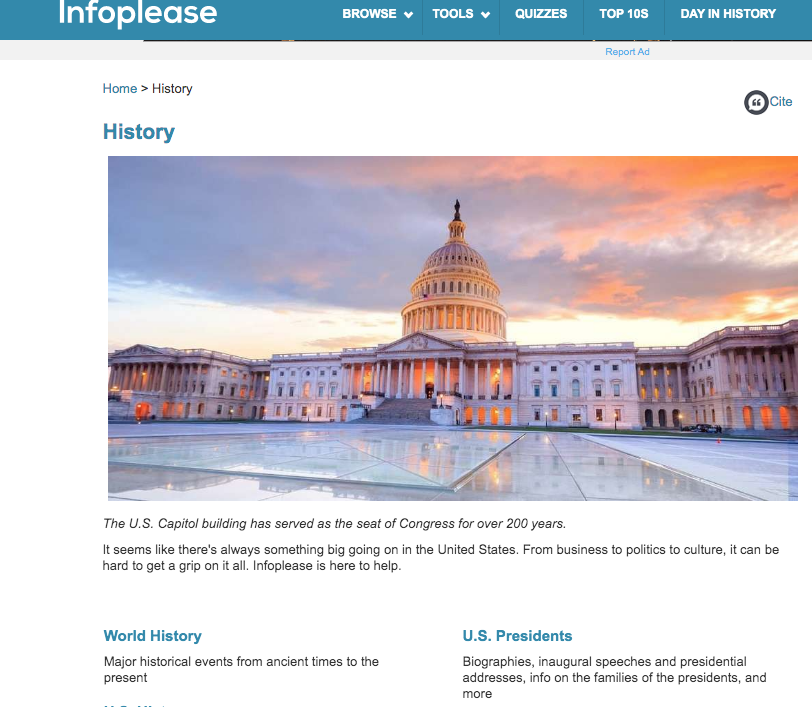 Infoplease
BROWSE TOOLS QUIZZES TOP 10S DAY IN HISTORY
Report Ad
Home > History
Cite
History
The U.S. Capitol building has served as the seat of Congress for over 200 years.
It seems like there's always something big going on in the United States. From business to politics to culture, it can be
hard to get a grip on it all. Infoplease is here to help.
World History
Major historical events from ancient times to the
present
U.S. Presidents
Biographies, inaugural speeches and presidential
addresses, info on the families of the presidents, and
more